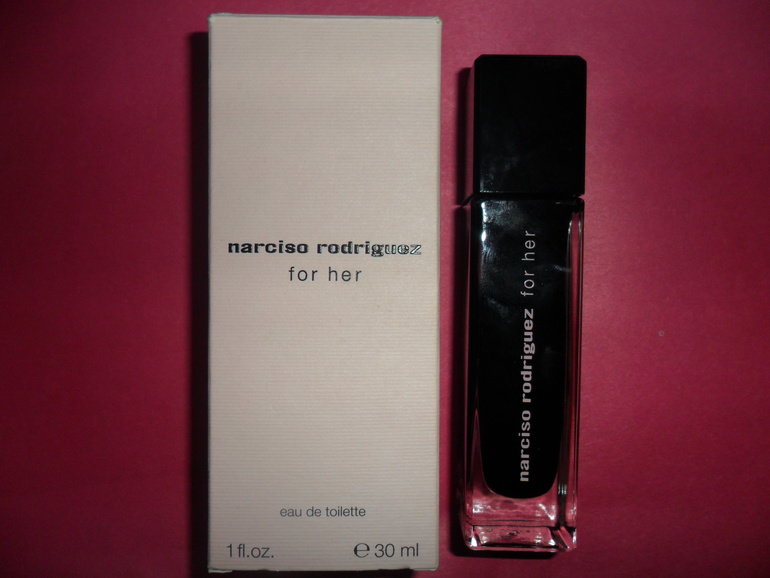 narciso rodriguez
for her
eau de toilette
1 fl.oz. ℮ 30 ml
narciso rodriguez for her